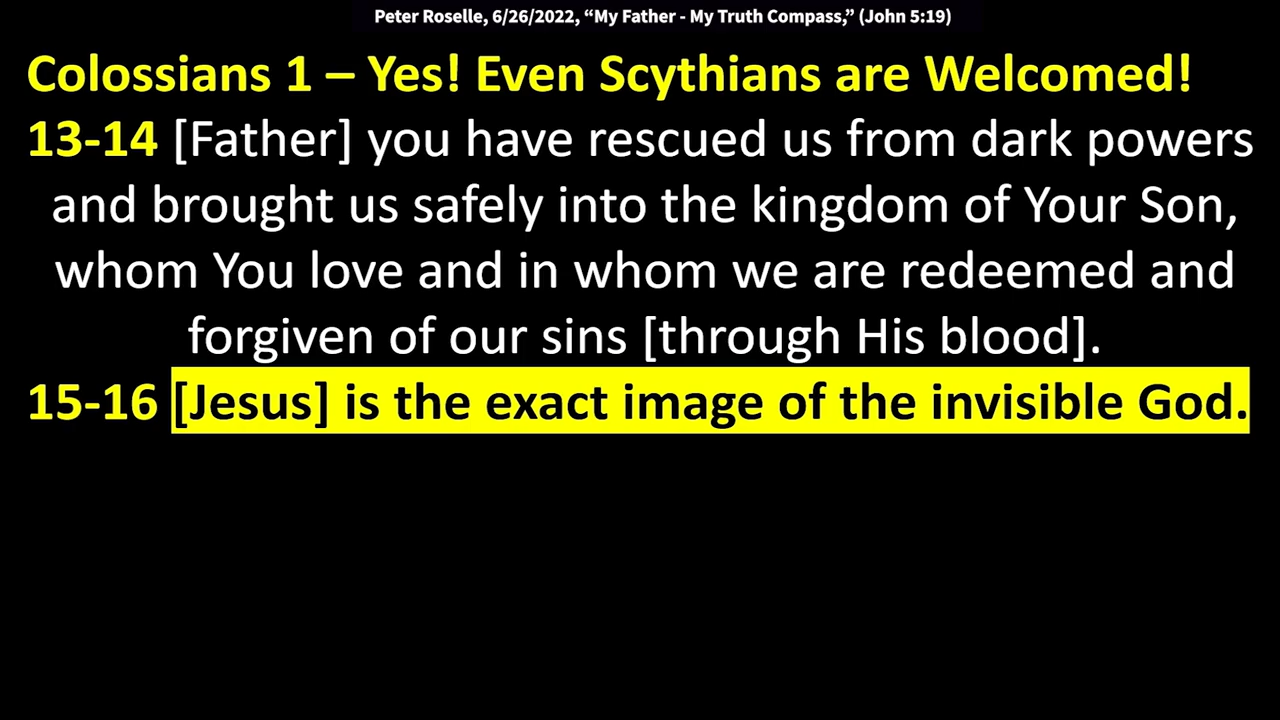 Peter Roselle, 6/26/2022, “My Father - My Truth Compass,” (John 5:19)
Colossians 1 – Yes! Even Scythians are Welcomed!
13-14 [Father] you have rescued us from dark powers
and brought us safely into the kingdom of Your Son,
whom You love and in whom we are redeemed and
forgiven of our sins [through His blood].
15-16 [Jesus] is the exact image of the invisible God.